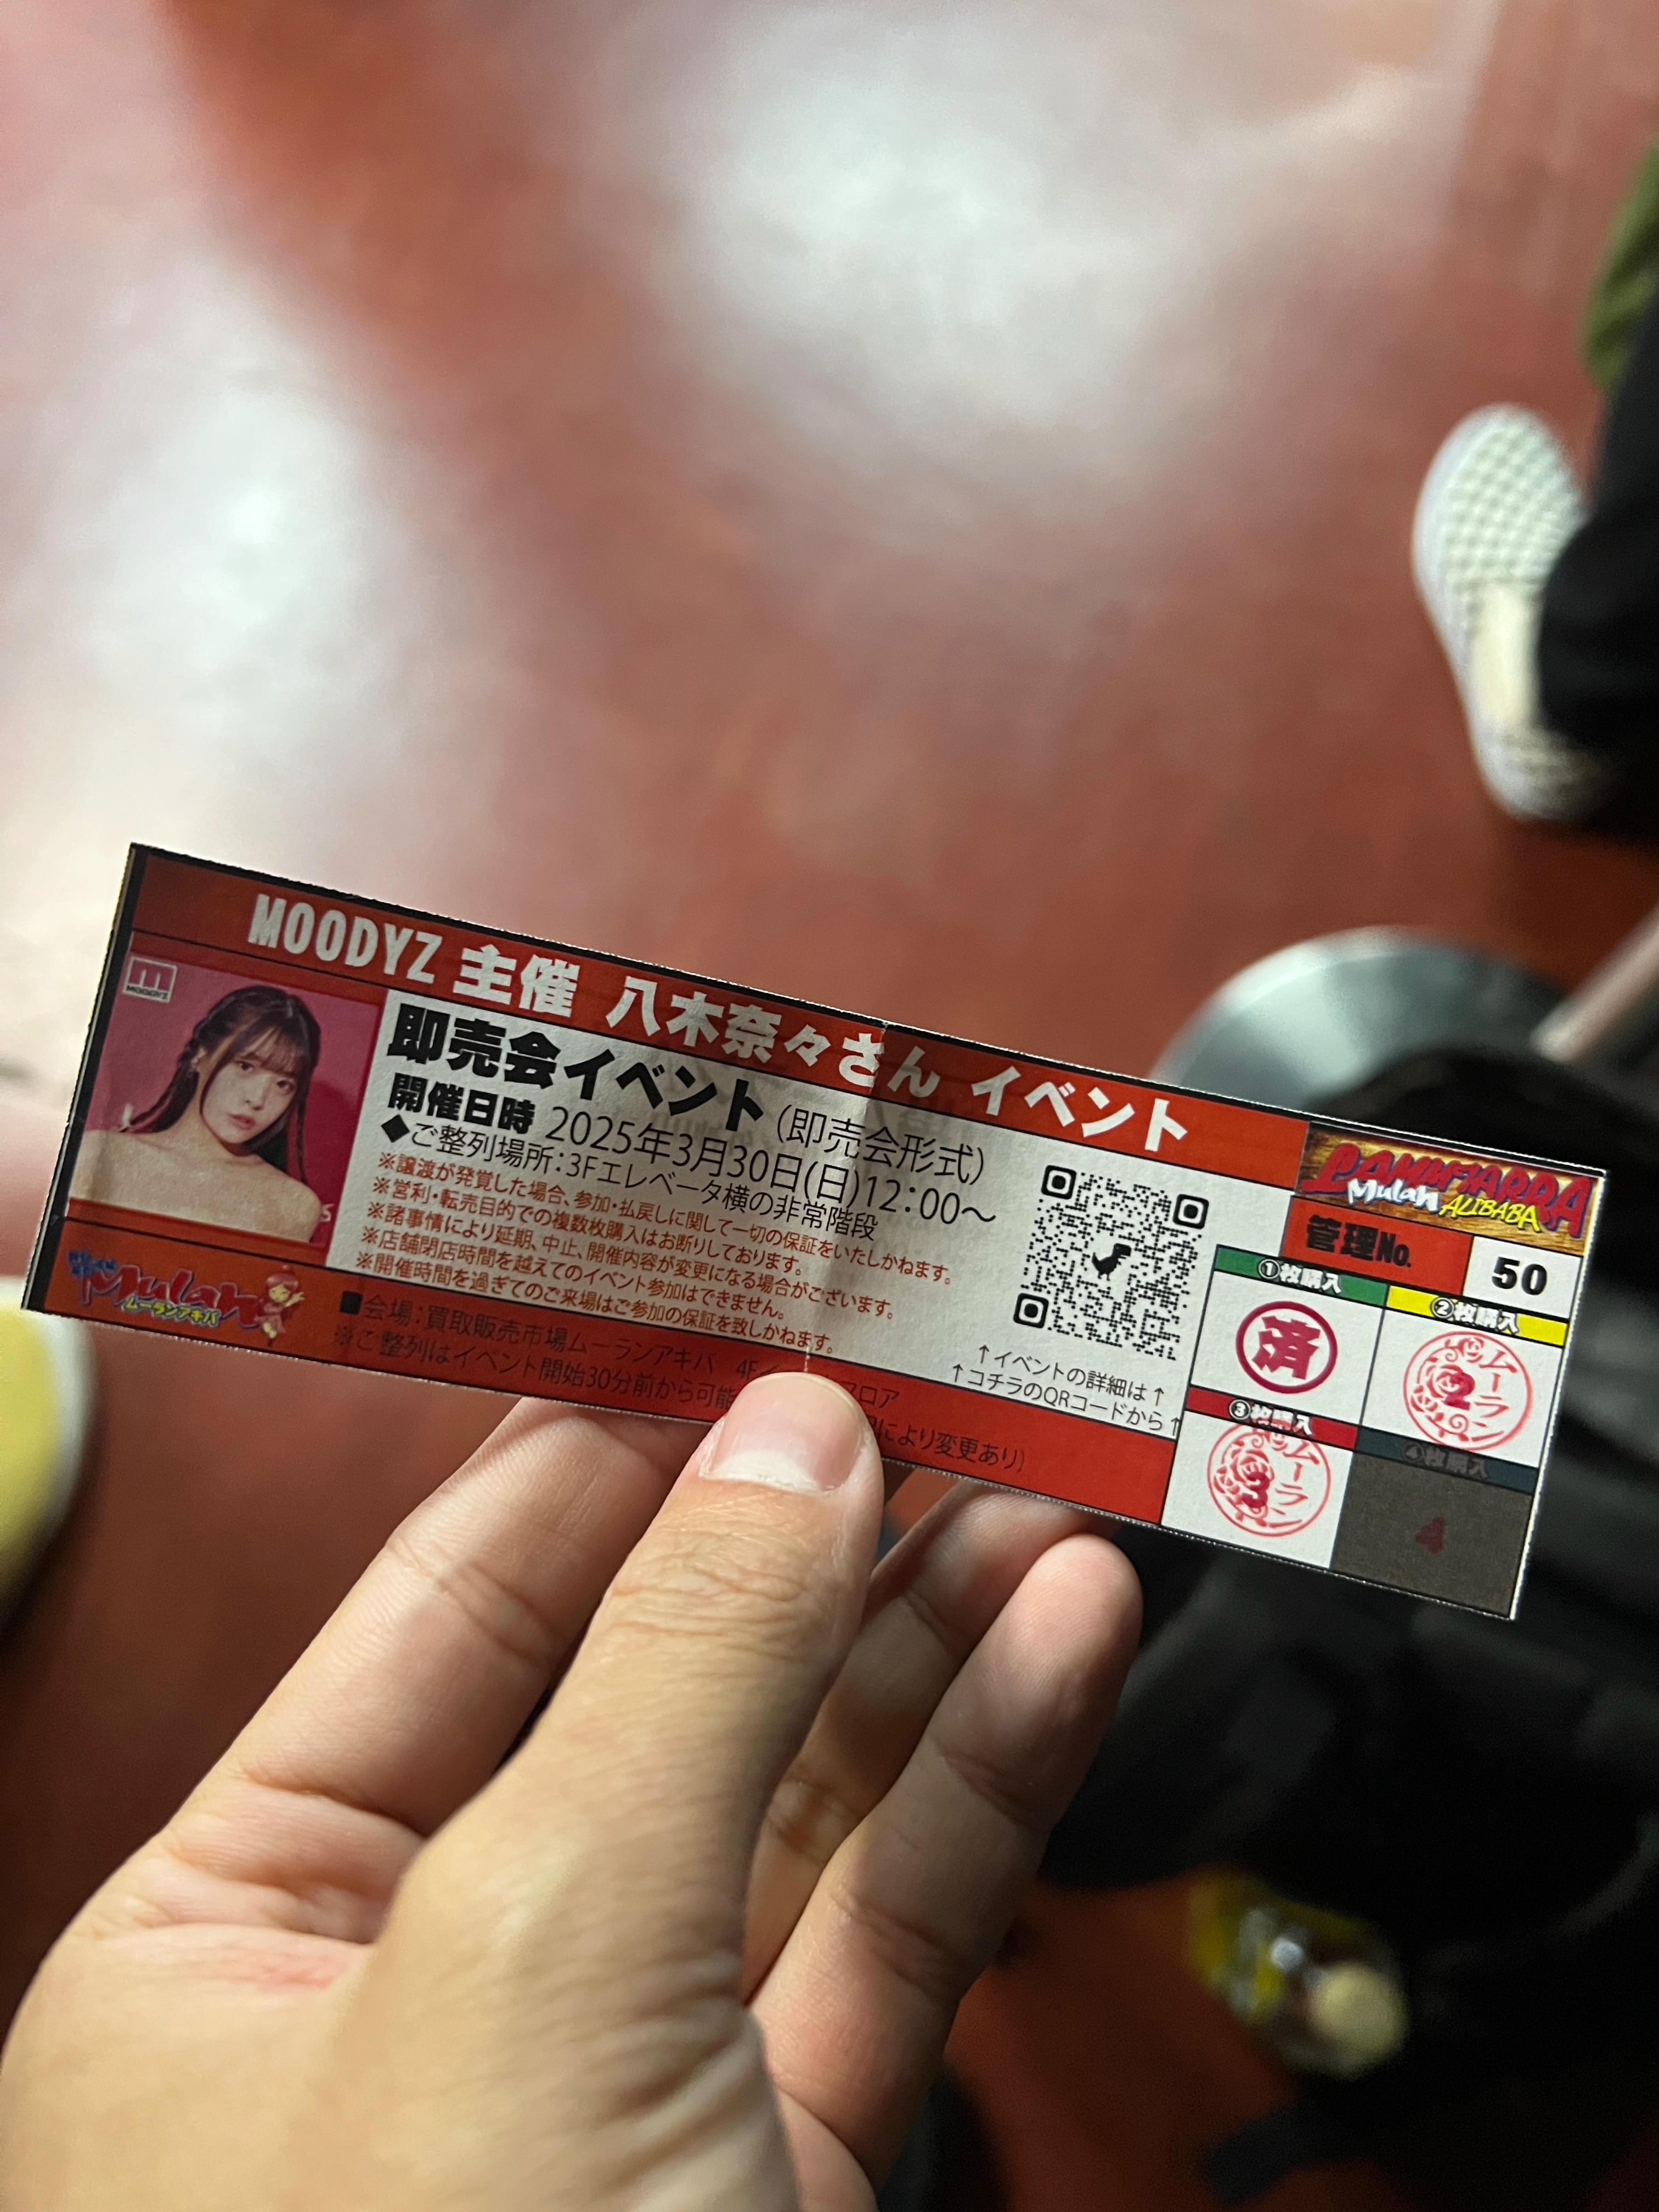 MOODYZ 主催 八木奈々さん イベント
MOODYZ
即売会イベント (即売会形式)
開催日時 2025年3月30日(日)12:00〜
◆ご整列場所:3Fエレベータ横の非常階段
※譲渡が発覚した場合、参加・払戻しに関して一切の保証をいたしかねます。
※営利・転売目的での複数枚購入はお断りしております。
※諸事情により延期、中止、開催内容が変更になる場合がございます。
※店舗閉店時間を越えてのイベント参加はできません。
※開催時間を過ぎてのご来場はご参加の保証を致しかねます。
■会場:買取販売市場ムーランアキバ 4F
フロア
※ご整列はイベント開始30分前から可能
により変更あり)
↑イベントの詳細は↑
↑コチラのQRコードから↑
Mulan
ムーランアキバ
Mulan ALIBABA
管理No.
50
①枚購入
済
②枚購入
ムーラン
2
③枚購入
ムーラン
3
④枚購入
4